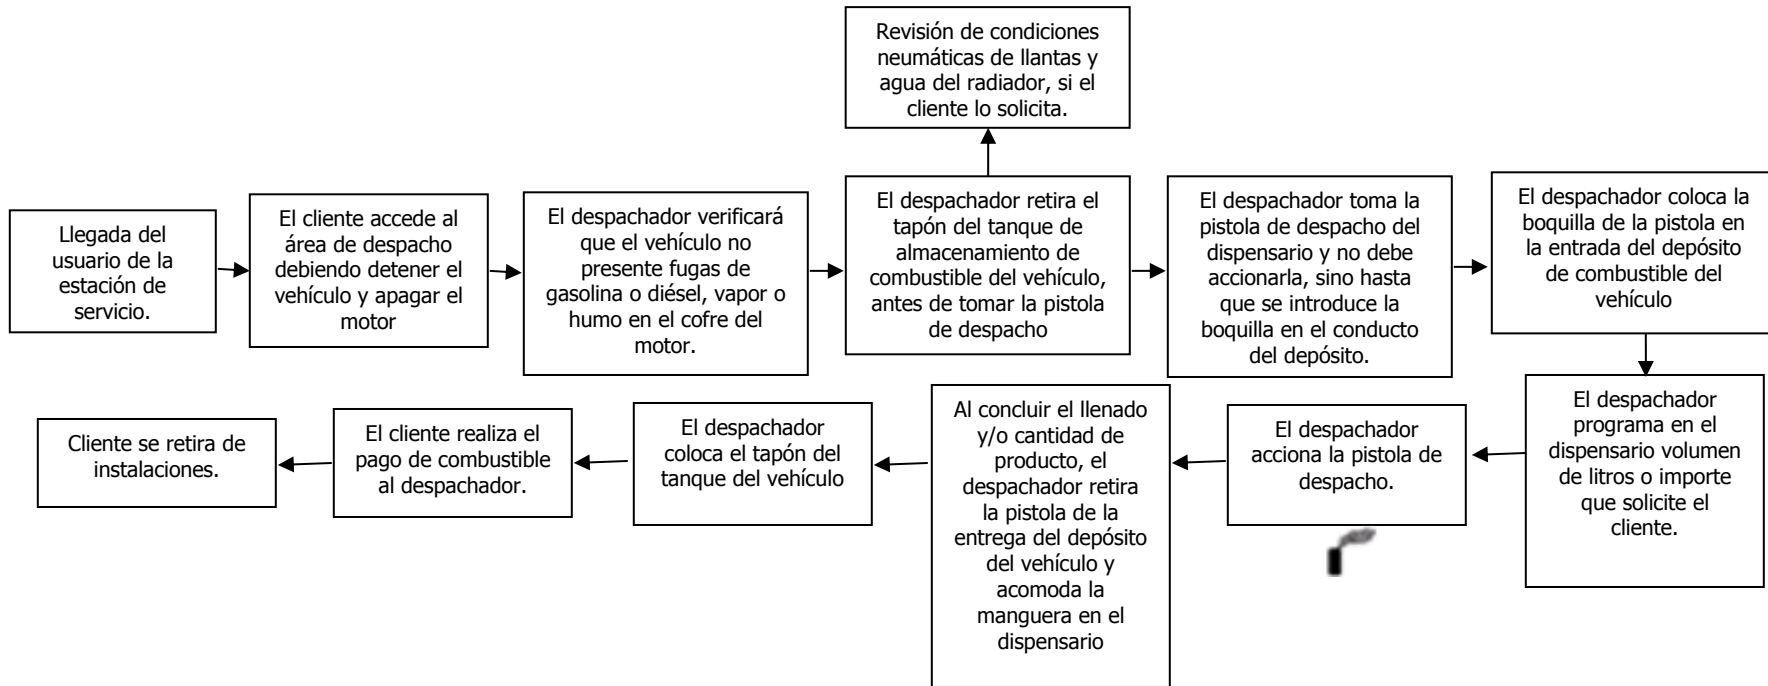 Revisión de condiciones
neumáticas de llantas y
agua del radiador, si el
cliente lo solicita.
Llegada del
usuario de la
estación de
servicio.
El cliente accede al
área de despacho
debiendo detener el
vehículo y apagar el
motor
El despachador verificará
que el vehículo no
presente fugas de
gasolina o diésel, vapor o
humo en el cofre del
motor.
El despachador retira el
tapón del tanque de
almacenamiento de
combustible del vehículo,
antes de tomar la pistola
de despacho
El despachador toma la
pistola de despacho del
dispensario y no debe
accionarla, sino hasta
que se introduce la
boquilla en el conducto
del depósito.
El despachador coloca la
boquilla de la pistola en
la entrada del depósito
de combustible del
vehículo
El despachador
programa en el
dispensario volumen
de litros o importe
que solicite el
cliente.
El despachador
acciona la pistola de
despacho.
Al concluir el llenado
y/o cantidad de
producto, el
despachador retira
la pistola de la
entrega del depósito
del vehículo y
acomoda la
manguera en el
dispensario
El despachador
coloca el tapón del
tanque del vehículo
El cliente realiza el
pago de combustible
al despachador.
Cliente se retira de
instalaciones.